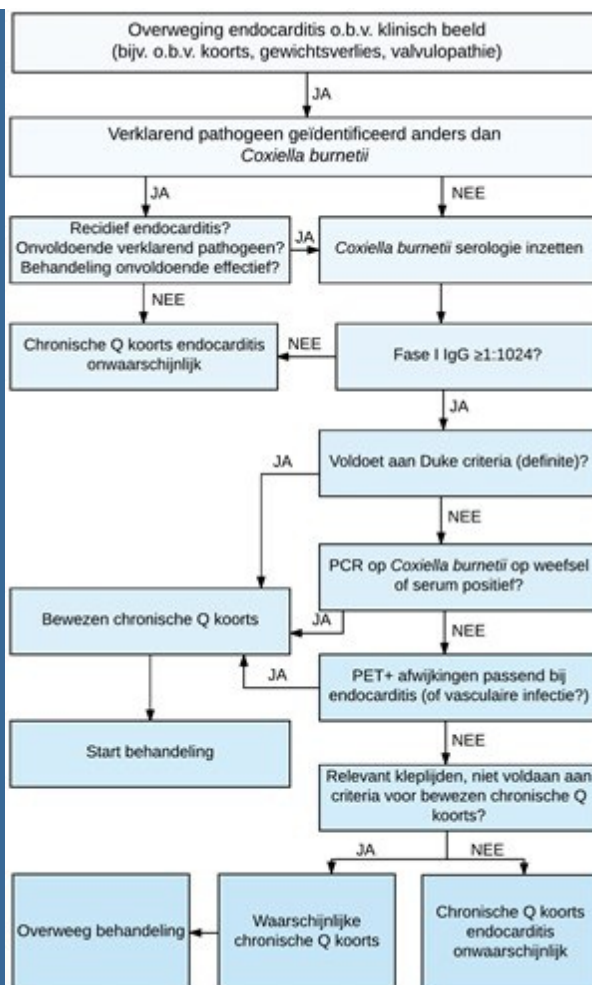 Overweging endocarditis o.b.v. klinisch beeld
(bijv. o.b.v. koorts, gewichtsverlies, valvulopathie)
JA
Verklarend pathogeen geïdentificeerd anders dan
Coxiella burnetii
JA
NEE
Recidief endocarditis?
Onvoldoende verklarend pathogeen?
Behandeling onvoldoende effectief?
JA
Coxiella burnetii serologie inzetten
NEE
Chronische Q koorts endocarditis
onwaarschijnlijk
NEE
Fase I IgG ≥1:1024?
JA
Voldoet aan Duke criteria (definite)?
JA
NEE
PCR op Coxiella burnetii op weefsel
of serum positief?
Bewezen chronische Q koorts
JA
NEE
PET+ afwijkingen passend bij
endocarditis (of vasculaire infectie?)
JA
Start behandeling
NEE
Relevant kleplijden, niet voldaan aan
criteria voor bewezen chronische Q
koorts?
JA
NEE
Overweeg behandeling
Waarschijnlijke
chronische Q koorts
Chronische Q koorts
endocarditis
onwaarschijnlijk